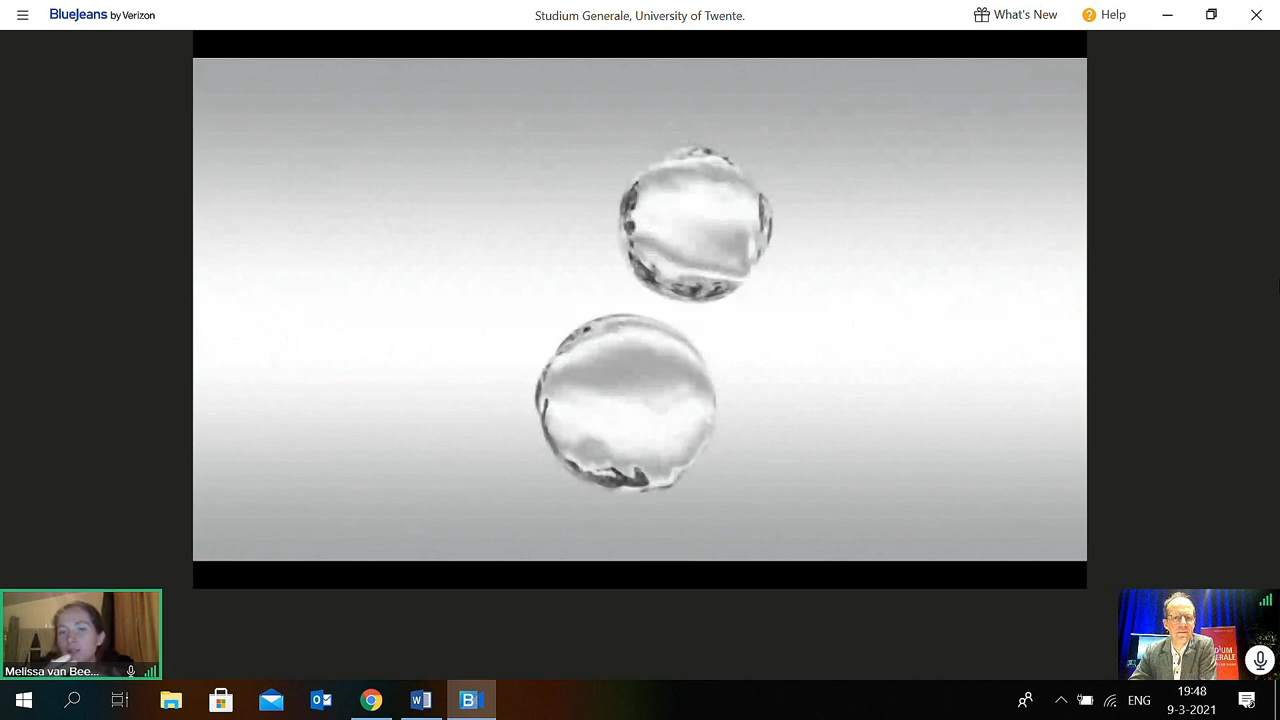 BlueJeans by Verizon
Studium Generale, University of Twente.
What's New
Help
Melissa van Bee...
ENG
19:48
9-3-2021